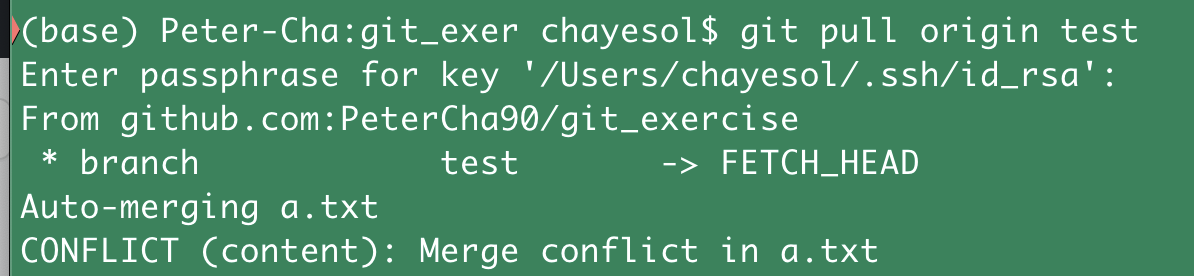 (base) Peter-Cha:git_exer chayesol$ git pull origin test
Enter passphrase for key '/Users/chayesol/.ssh/id_rsa':
From github.com:PeterCha90/git_exercise
 * branch            test       -> FETCH_HEAD
Auto-merging a.txt
CONFLICT (content): Merge conflict in a.txt